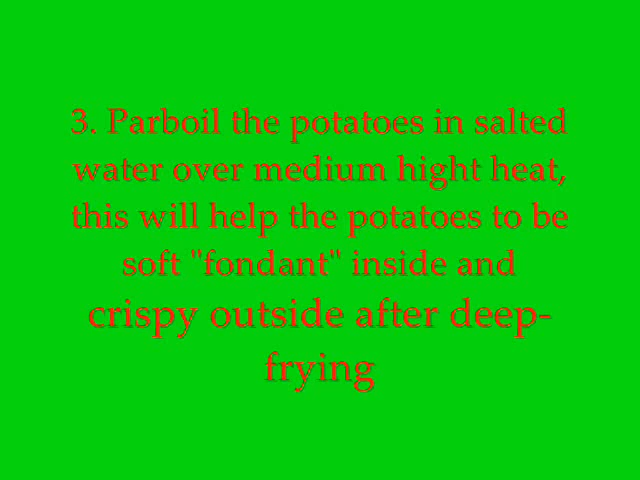 3. Parboil the potatoes in salted
water over medium hight heat,
this will help the potatoes to be
soft "fondant" inside and
crispy outside after deep-
frying